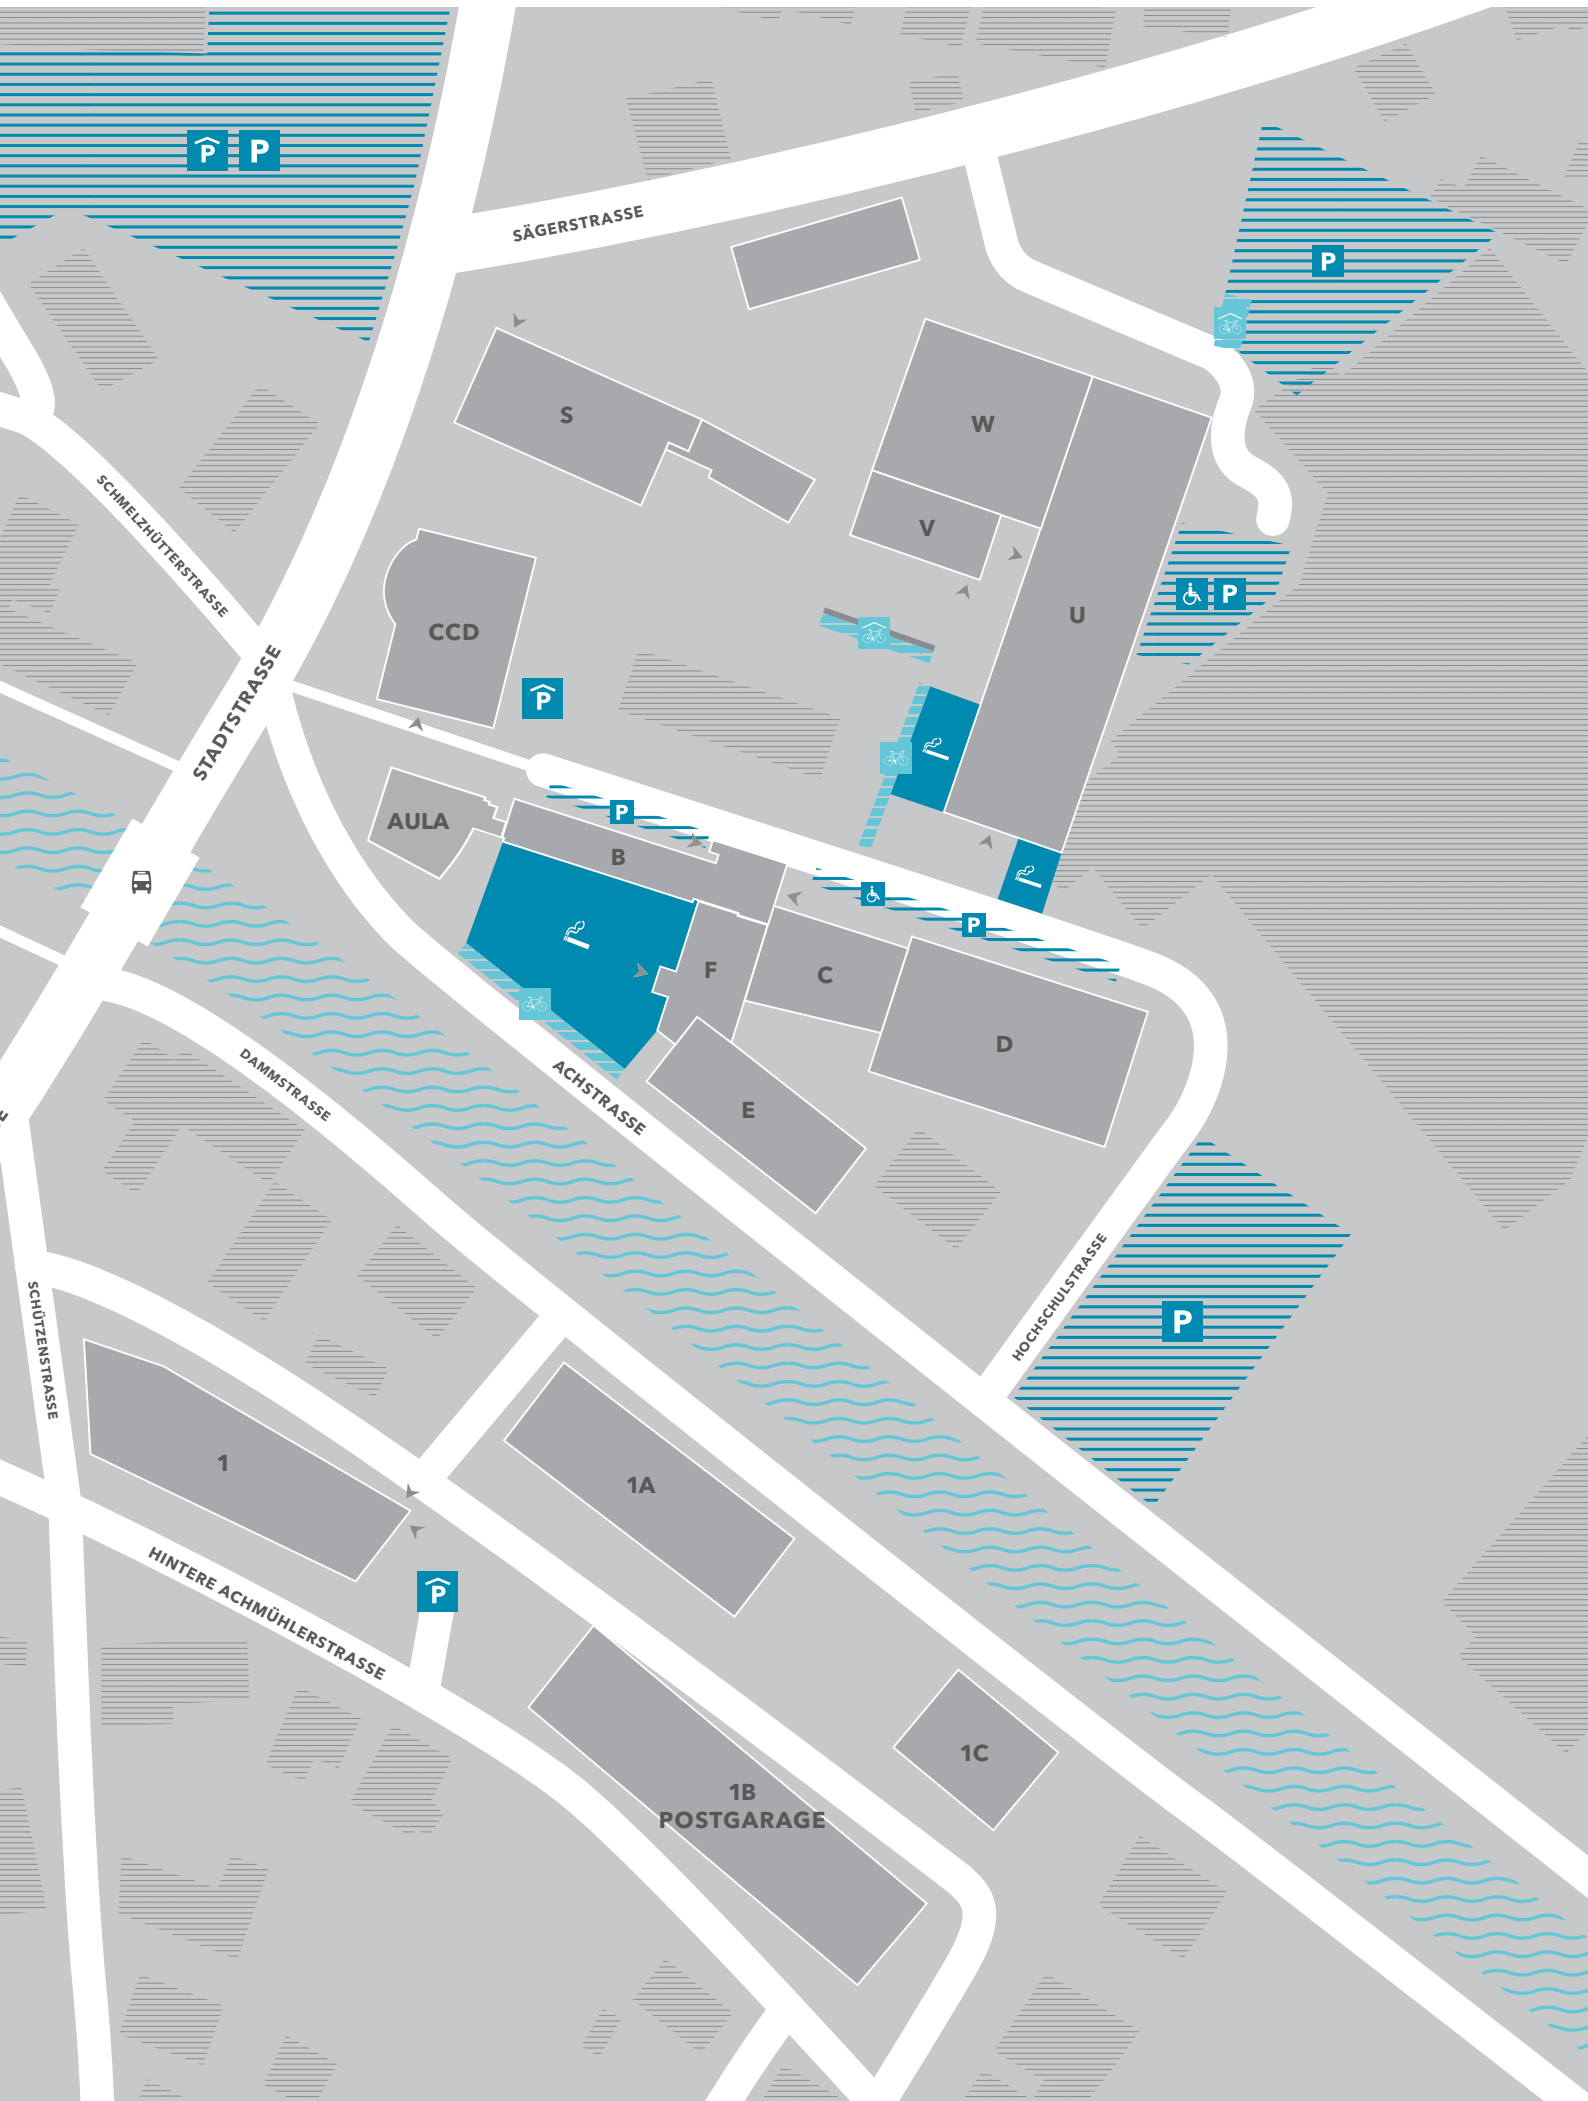 P P
SÄGERSTRASSE
P
S
W
SCHMELZHÜTTERSTRASSE
V
P
U
CCD
STADTSTRASSE
P
AULA
P
B
P
F
C
D
DAMMSTRASSE
ACHSTRASSE
E
HOCHSCHULSTRASSE
SCHÜTZENSTRASSE
P
1
1A
HINTERE ACHMÜHLERSTRASSE
P
1C
1B
POSTGARAGE